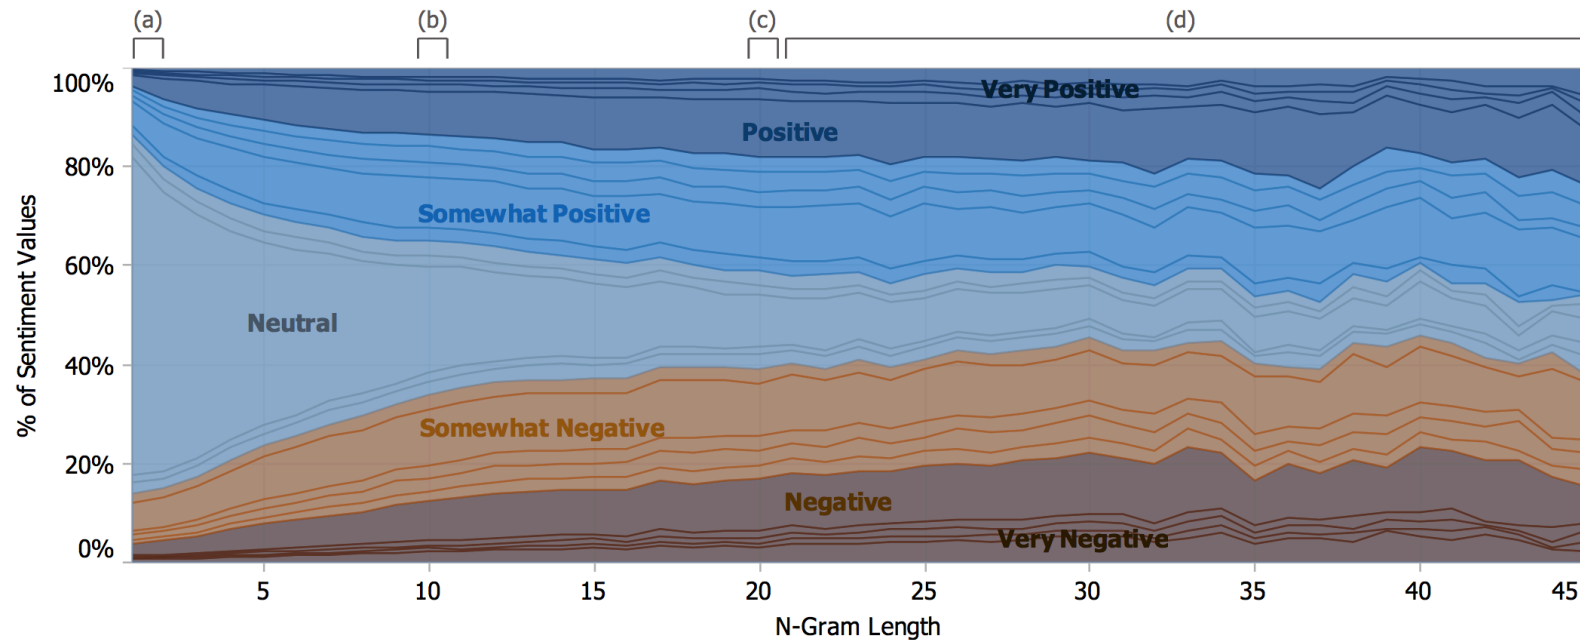 (a)
(b)
(c)
(d)
100%
80%
60%
40%
20%
0%
% of Sentiment Values
Very Positive
Positive
Somewhat Positive
Neutral
Somewhat Negative
Negative
Very Negative
5
10
15
20
25
30
35
40
45
N-Gram Length